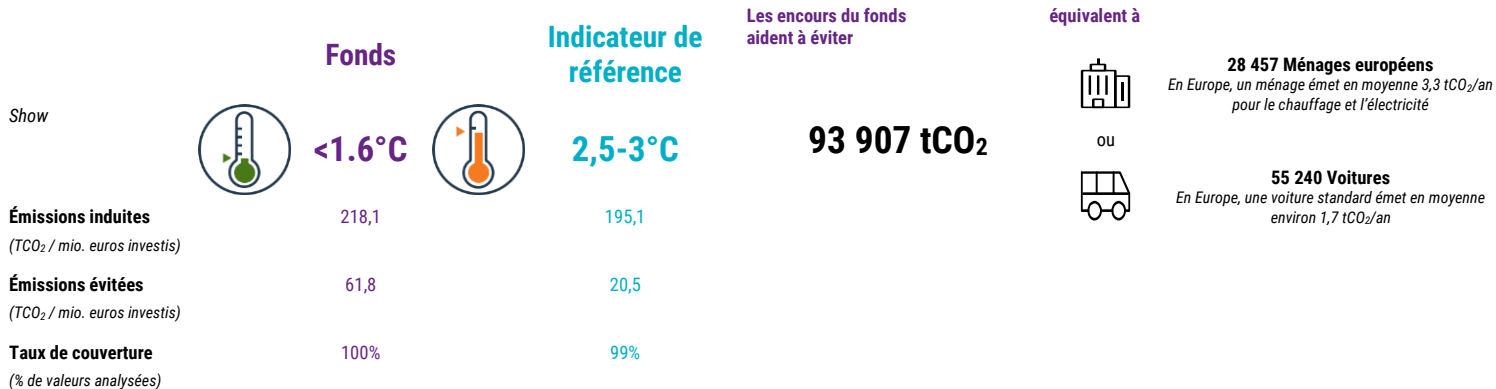 Fonds
Indicateur de
référence
Show
<1.6°C
2,5-3°C
Émissions induites
218,1
195,1
(TCO₂ / mio. euros investis)
Émissions évitées
61,8
20,5
(TCO₂ / mio. euros investis)
Taux de couverture
100%
99%
(% de valeurs analysées)
Les encours du fonds
aident à éviter
93 907 tCO₂
équivalent à
28 457 Ménages européens
En Europe, un ménage émet en moyenne 3,3 tCO₂/an
pour le chauffage et l’électricité
ou
55 240 Voitures
En Europe, une voiture standard émet en moyenne
environ 1,7 tCO₂/an